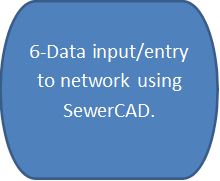 6-Data input/entry
to network using
SewerCAD.